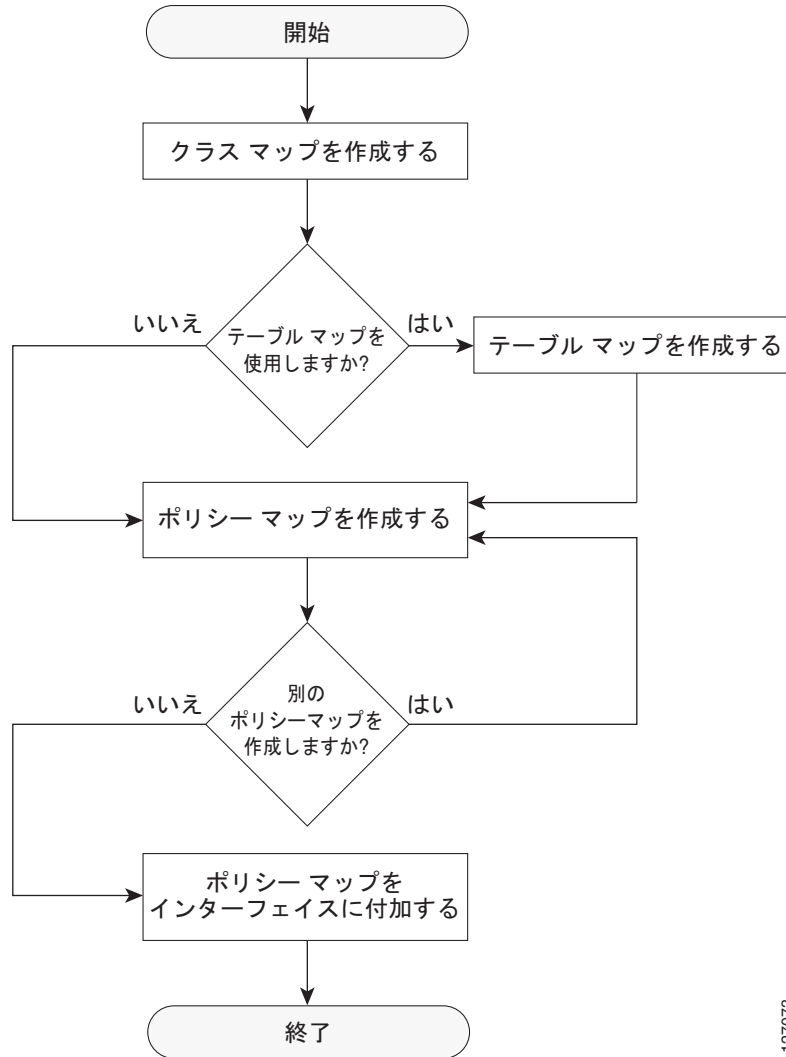 開始
クラス マップを作成する
いいえ
テーブル マップを
使用しますか?
はい
テーブル マップを作成する
ポリシー マップを作成する
いいえ
別の
ポリシーマップを
作成しますか?
はい
ポリシー マップを
インターフェイスに付加する
終了